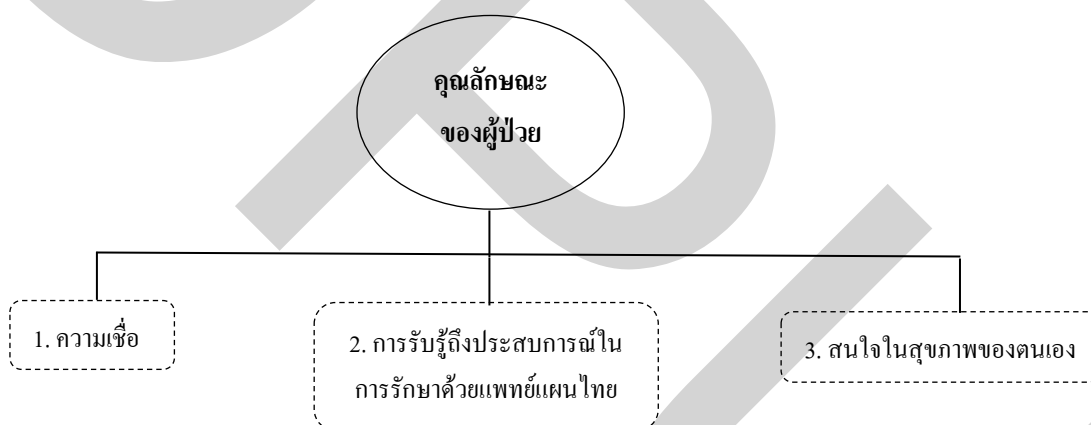 คุณลักษณะ
ของผู้ป่วย
1. ความเชื่อ
2. การรับรู้ถึงประสบการณ์ใน
การรักษาด้วยแพทย์แผนไทย
3. สนใจในสุขภาพของตนเอง